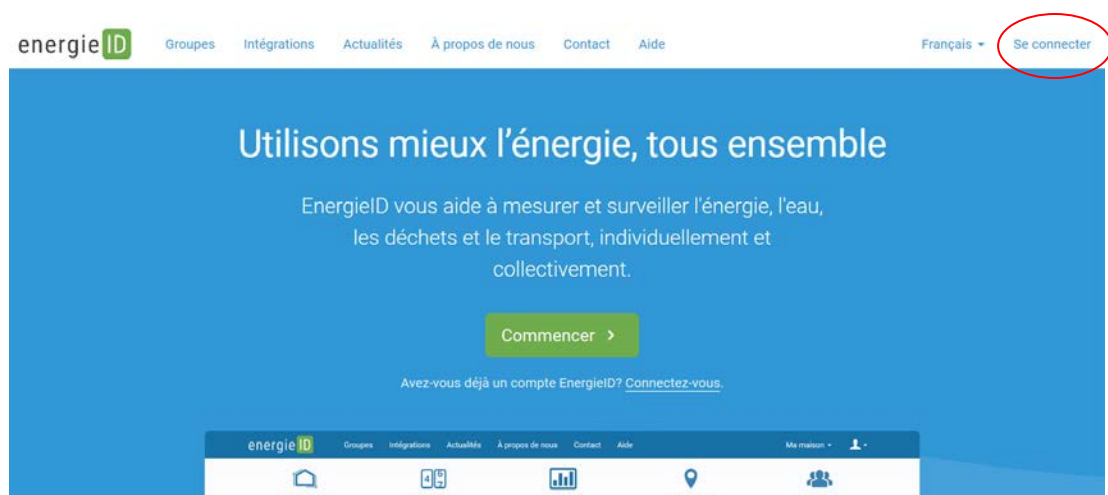 energieID Groupes Intégrations Actualités À propos de nous Contact Aide Français Se connecter
Utilisons mieux l'énergie, tous ensemble
EnergieID vous aide à mesurer et surveiller l'énergie, l'eau,
les déchets et le transport, individuellement et
collectivement.
Commencer >
Avez-vous déjà un compte EnergieID? Connectez-vous.
energieID Groupes Intégrations Actualités À propos de nous Contact Aide Ma maison